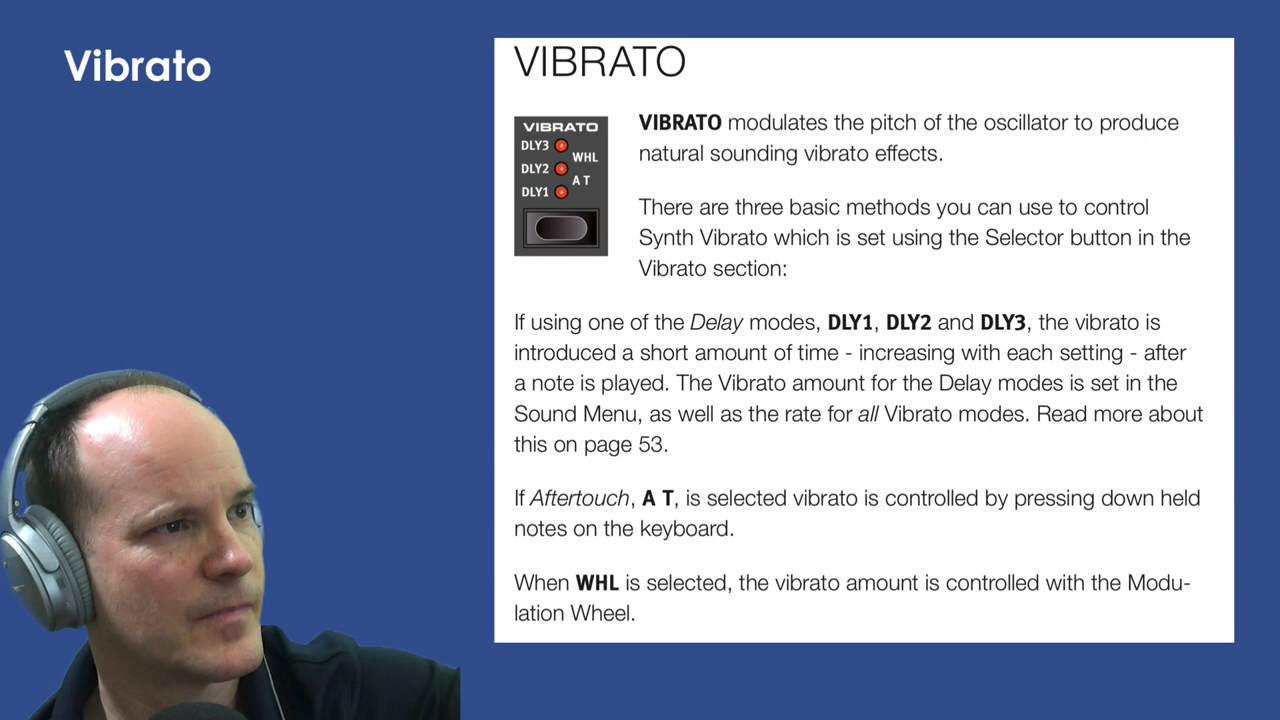 Vibrato
VIBRATO
VIBRATO
DLY3
WHL
DLY2
A T
DLY1
VIBRATO modulates the pitch of the oscillator to produce
natural sounding vibrato effects.
There are three basic methods you can use to control
Synth Vibrato which is set using the Selector button in the
Vibrato section:
If using one of the Delay modes, DLY1, DLY2 and DLY3, the vibrato is
introduced a short amount of time - increasing with each setting - after
a note is played. The Vibrato amount for the Delay modes is set in the
Sound Menu, as well as the rate for all Vibrato modes. Read more about
this on page 53.
If Aftertouch, A T, is selected vibrato is controlled by pressing down held
notes on the keyboard.
When WHL is selected, the vibrato amount is controlled with the Modu-
lation Wheel.